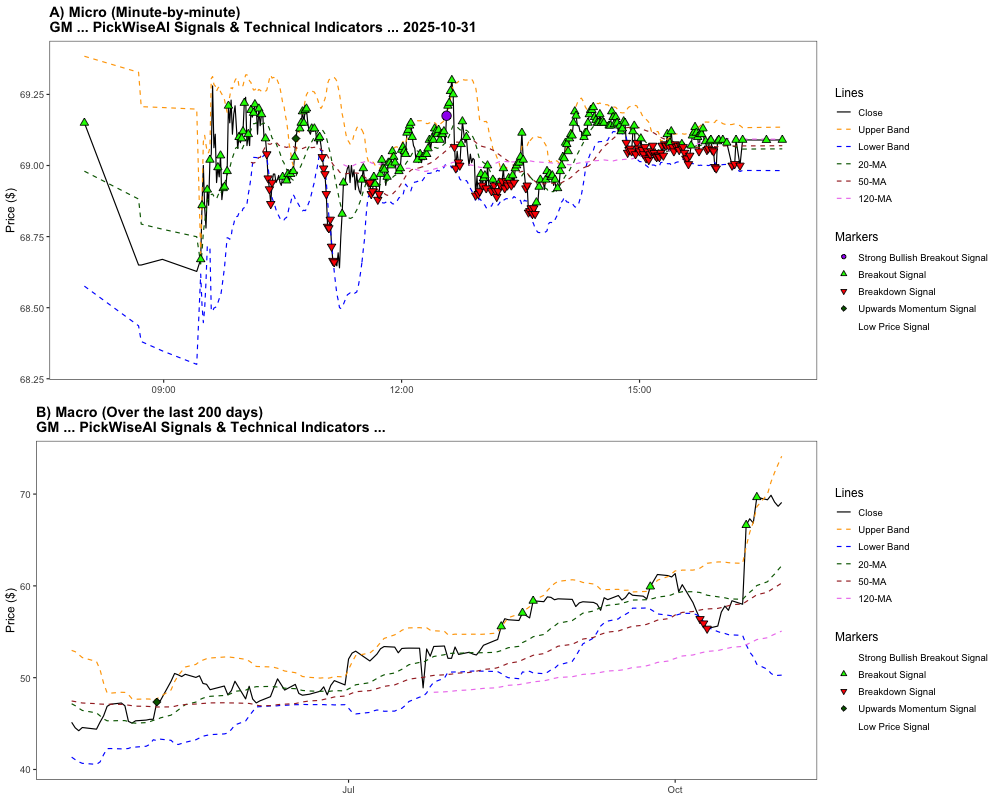 A) Micro (Minute-by-minute)
GM ... PickWiseAI Signals & Technical Indicators ... 2025-10-31
Price ($)
69.25
69.00
68.75
68.50
68.25
09:00
12:00
15:00
Lines
Close
Upper Band
Lower Band
20-MA
50-MA
120-MA
Markers
Strong Bullish Breakout Signal
Breakout Signal
Breakdown Signal
Upwards Momentum Signal
Low Price Signal
B) Macro (Over the last 200 days)
GM ... PickWiseAI Signals & Technical Indicators ...
Price ($)
70
60
50
40
Jul
Oct
Lines
Close
Upper Band
Lower Band
20-MA
50-MA
120-MA
Markers
Strong Bullish Breakout Signal
Breakout Signal
Breakdown Signal
Upwards Momentum Signal
Low Price Signal